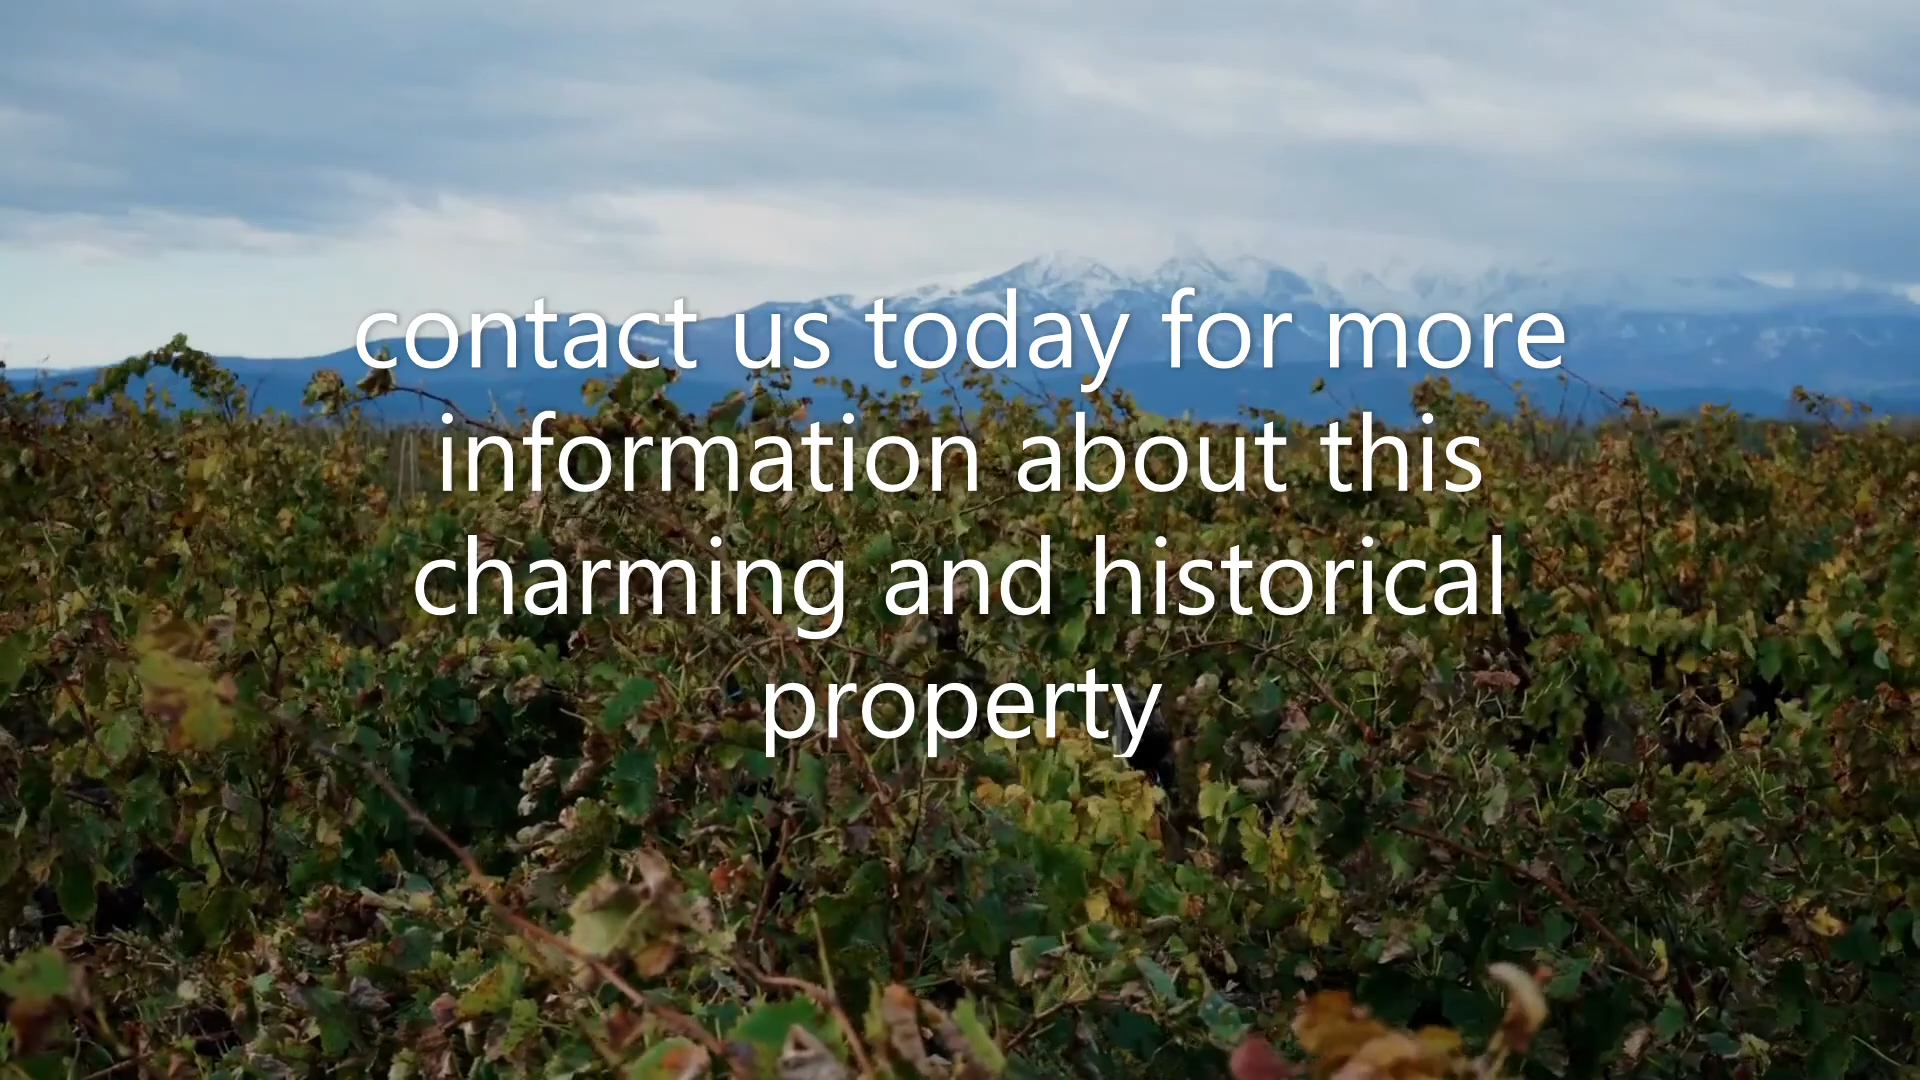 contact us today for more
information about this
charming and historical
property